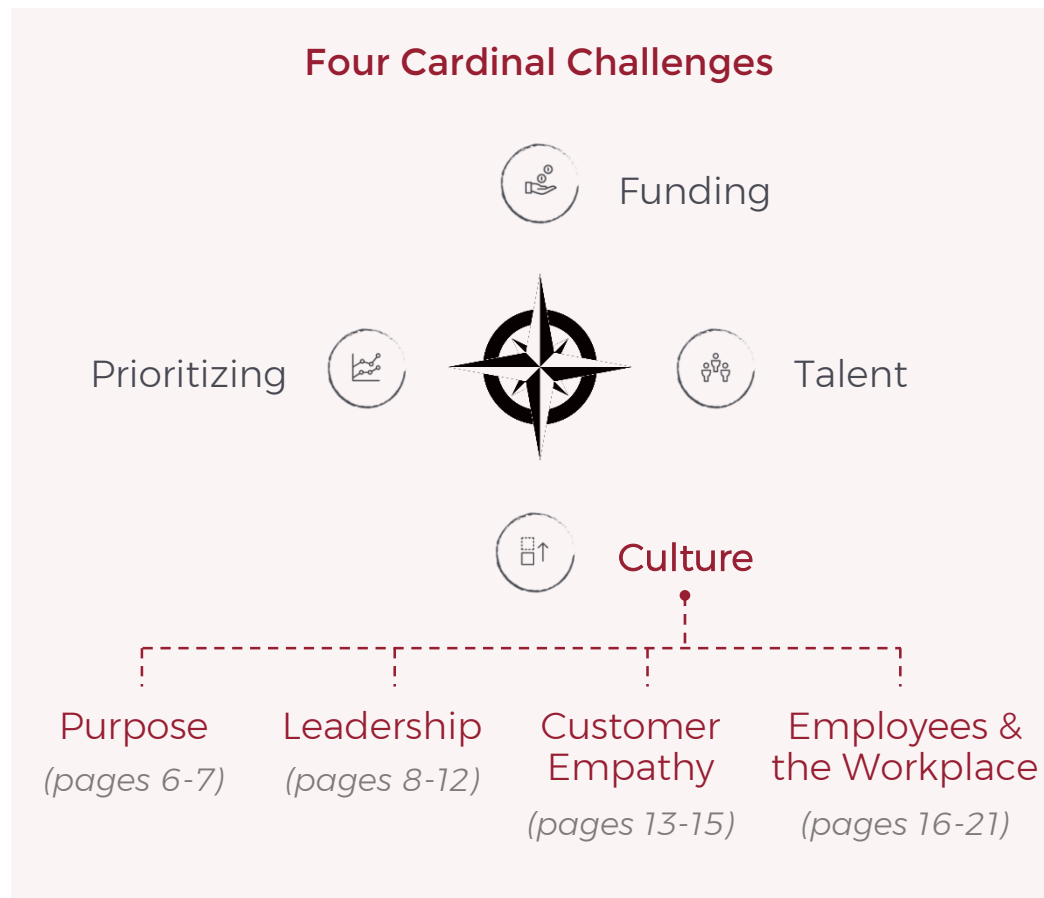 Four Cardinal Challenges
Funding
Prioritizing
Talent
Culture
Purpose
(pages 6-7)
Leadership
(pages 8-12)
Customer
Empathy
(pages 13-15)
Employees &
the Workplace
(pages 16-21)